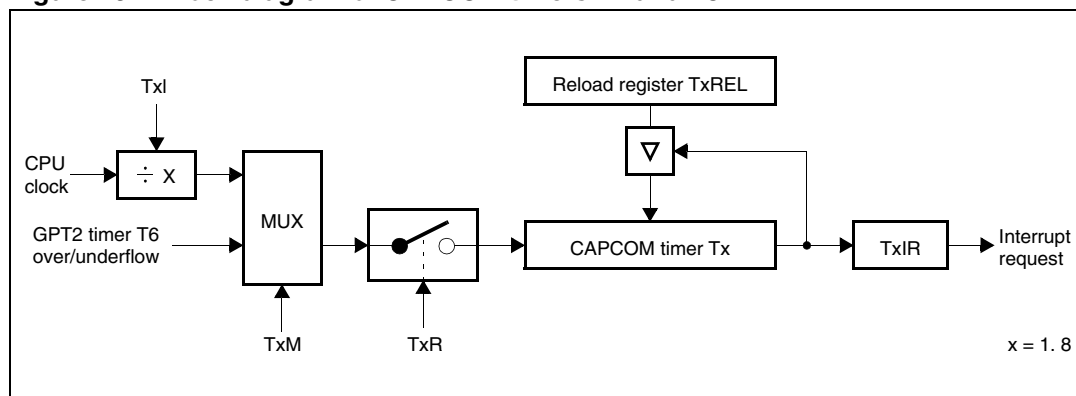 Reload register TxREL
TxI
CPU
clock
÷ X
MUX
GPT2 timer T6
over/underflow
CAPCOM timer Tx
TxIR
Interrupt
request
TxM
TxR
x = 1. 8